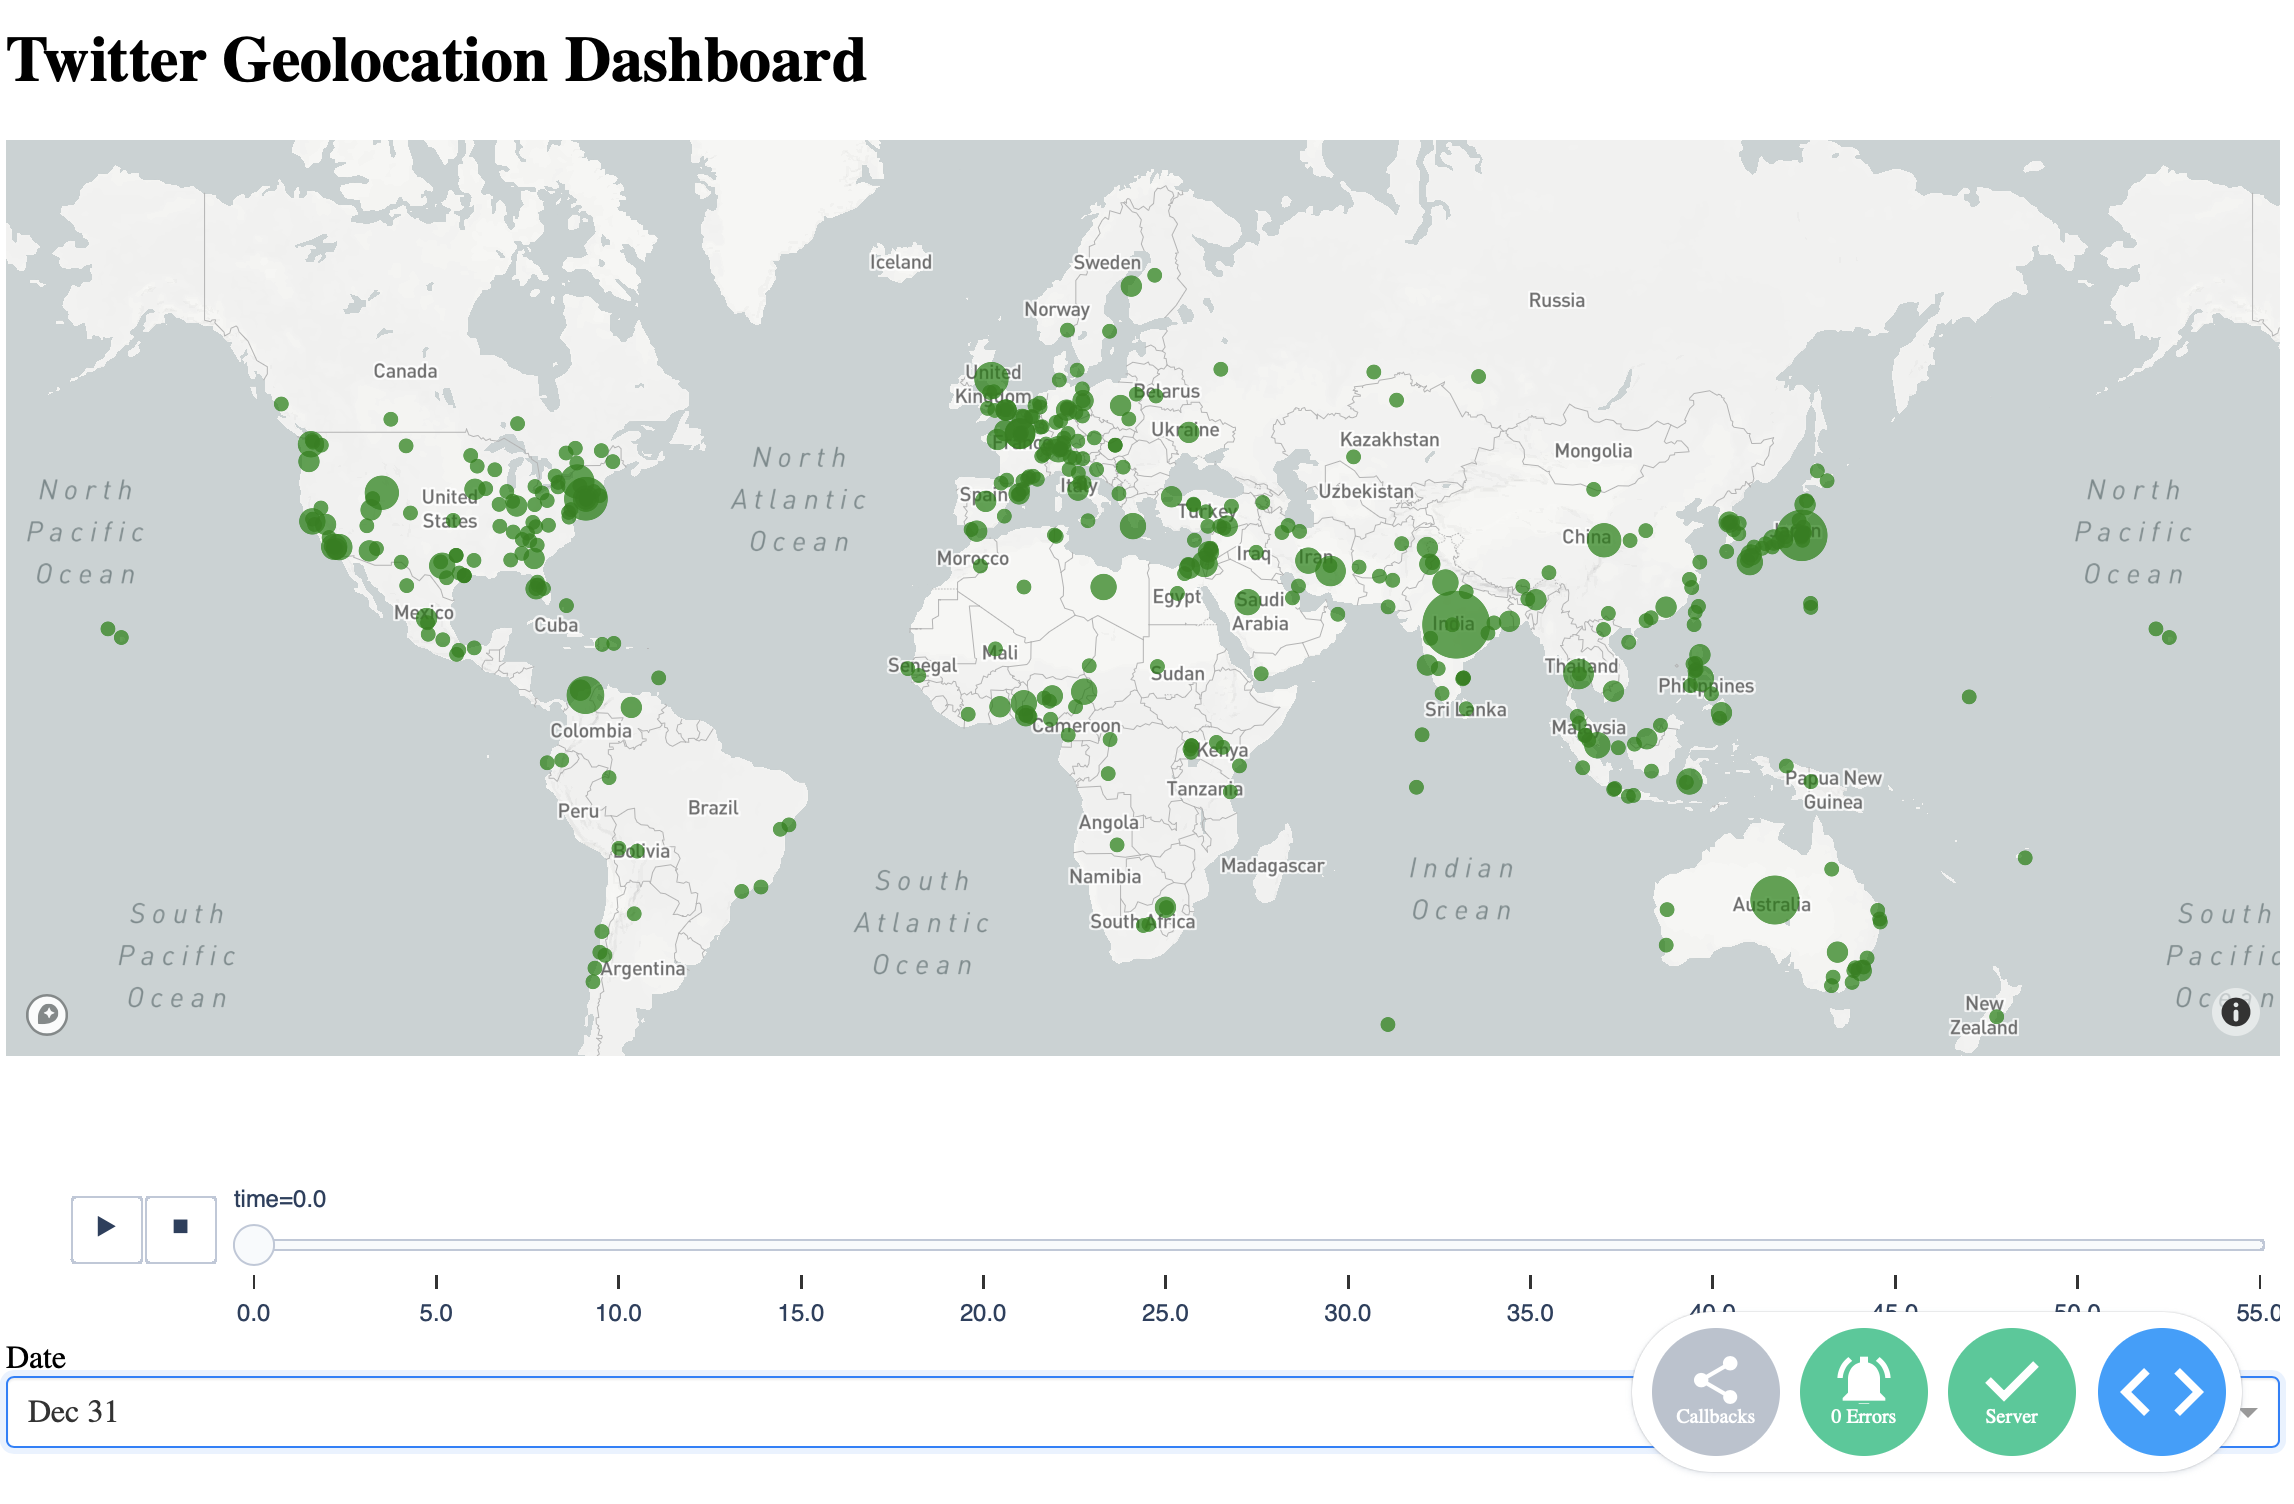 Twitter Geolocation Dashboard
Iceland
Sweden
Norway
Russia
Canada
United
Kingdom
Belarus
Ukraine
France
Kazakhstan
Mongolia
North
Atlantic
Ocean
North
Pacific
Ocean
North
Pacific
Ocean
United
States
Spain
Italy
Uzbekistan
Turkey
China
Japan
Morocco
Iraq
Iran
Egypt
Saudi
Arabia
Mexico
Cuba
India
Mali
Senegal
Sudan
Thailand
Philippines
Sri Lanka
Cameroon
Colombia
Malaysia
Kenya
Tanzania
Papua New
Guinea
Peru
Brazil
Angola
Bolivia
Madagascar
Namibia
Indian
Ocean
South
Atlantic
Ocean
South
Pacific
Ocean
South
Pacific
Ocean
Australia
South Africa
Argentina
New
Zealand
time=0.0
0.0 5.0 10.0 15.0 20.0 25.0 30.0 35.0 40.0 45.0 50.0 55.0
Date
Dec 31
Callbacks
0 Errors
Server